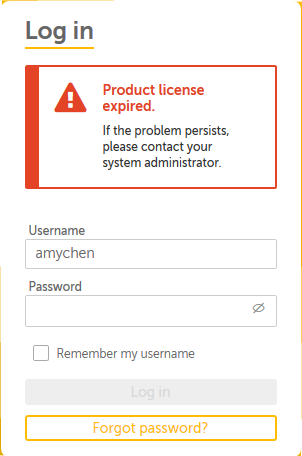 Log in
Product license
expired.
If the problem persists,
please contact your
system administrator.
Username
amychen
Password
Remember my username
Log in
Forgot password?